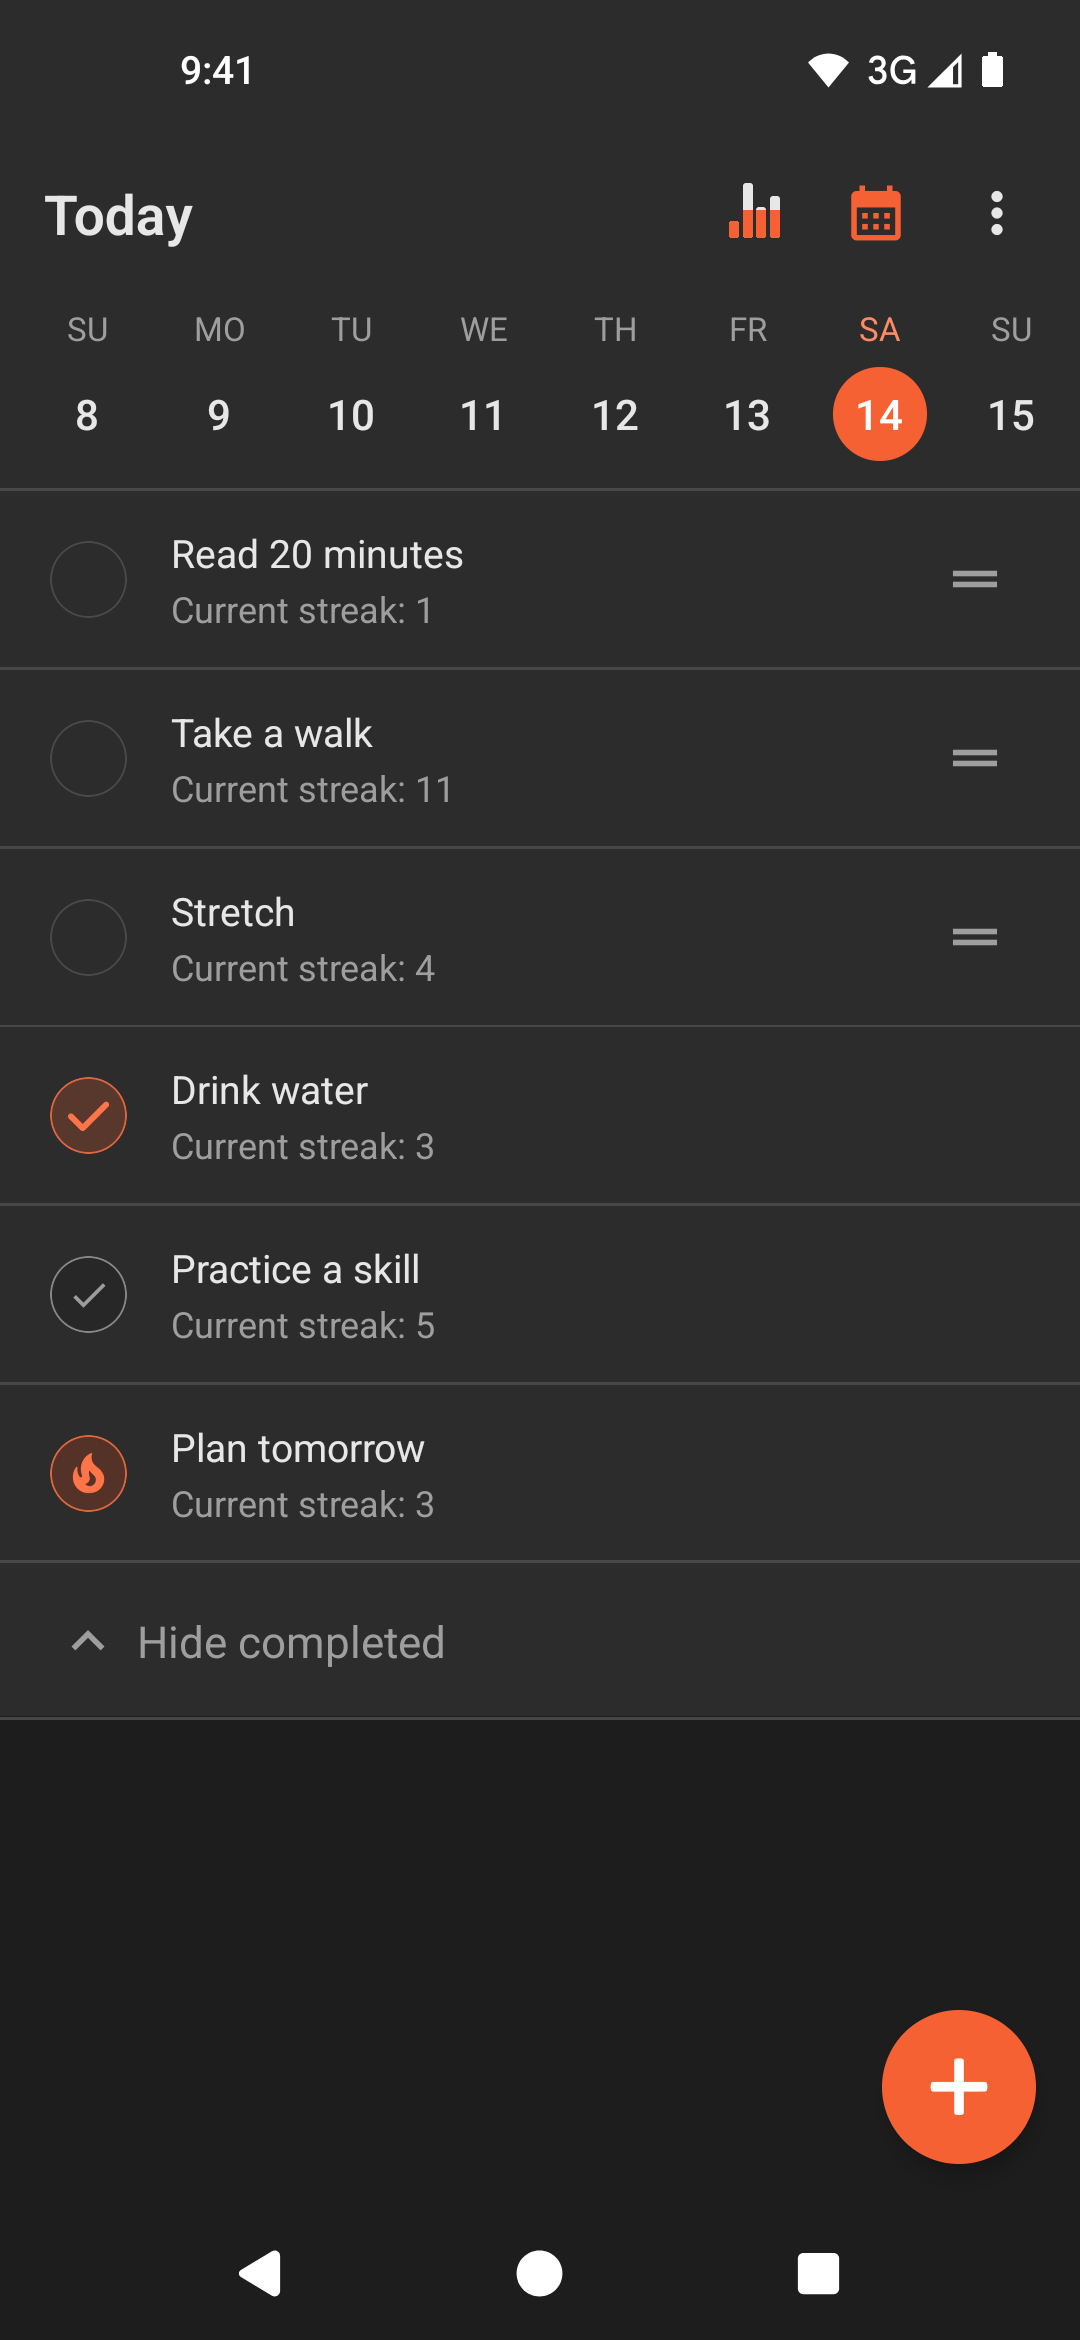 9:41
3G
Today
SU MO TU WE TH FR SA SU
8 9 10 11 12 13 14 15
Read 20 minutes
Current streak: 1
Take a walk
Current streak: 11
Stretch
Current streak: 4
Drink water
Current streak: 3
Practice a skill
Current streak: 5
Plan tomorrow
Current streak: 3
Hide completed